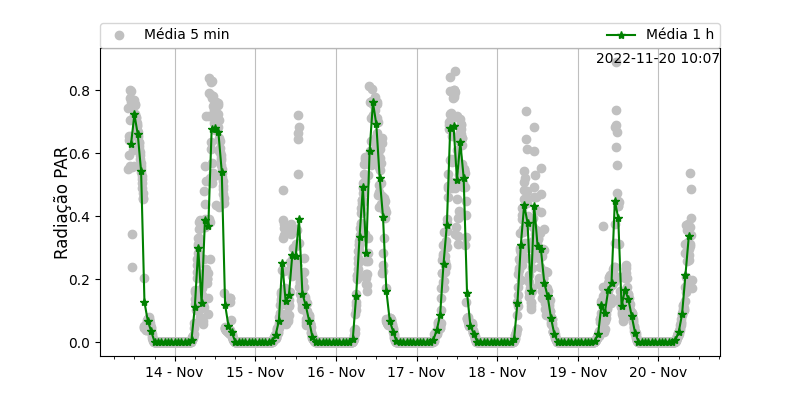 Média 5 min
Média 1 h
2022-11-20 10:07
Radiação PAR
0.8
0.6
0.4
0.2
0.0
14 - Nov
15 - Nov
16 - Nov
17 - Nov
18 - Nov
19 - Nov
20 - Nov